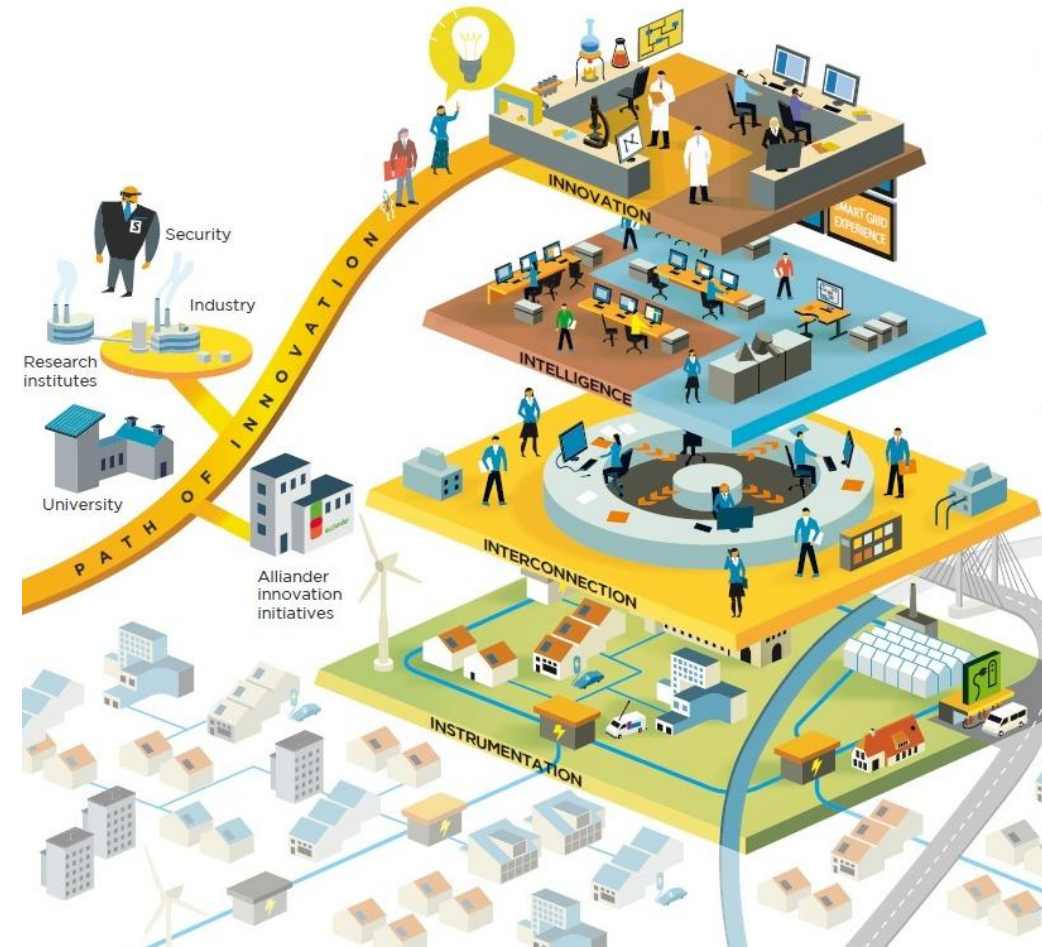 INNOVATION
SMART GRID
EXPERIENCE
Security
Industry
Research
institutes
INTELLIGENCE
University
PATH OF INNOVATION
Alliander
innovation
initiatives
INTERCONNECTION
INSTRUMENTATION
S